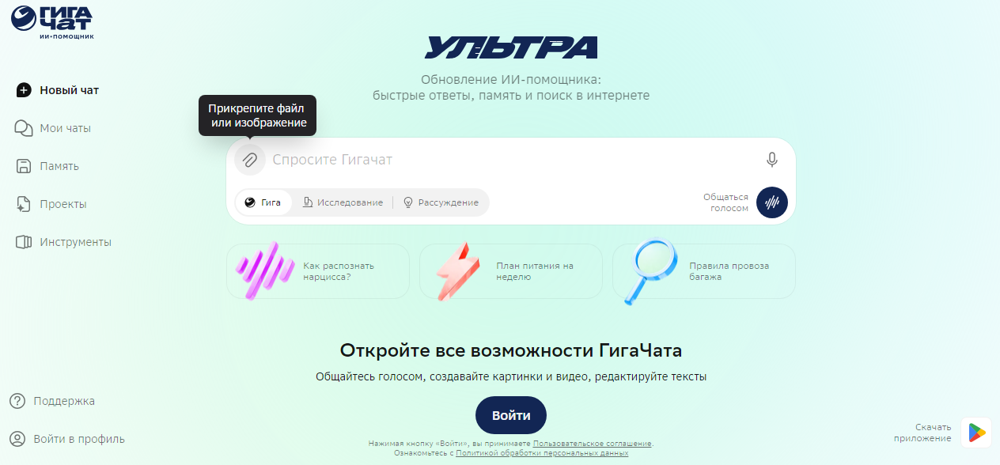 ГИГА
ЧАТ
ИИ-ПОМОЩНИК
Новый чат
Мои чаты
Память
Проекты
Инструменты
Поддержка
Войти в профиль
УЛЬТРА
Обновление ИИ-помощника:
быстрые ответы, память и поиск в интернете
Прикрепите файл
или изображение
Спросите Гигачат
Гига
Исследование
Рассуждение
Общаться
голосом
Как распознать
нарцисса?
План питания на
неделю
Правила провоза
багажа
Откройте все возможности ГигаЧата
Общайтесь голосом, создавайте картинки и видео, редактируйте тексты
Войти
Нажимая кнопку «Войти», вы принимаете Пользовательское соглашение.
Ознакомьтесь с Политикой обработки персональных данных
Скачать
приложение